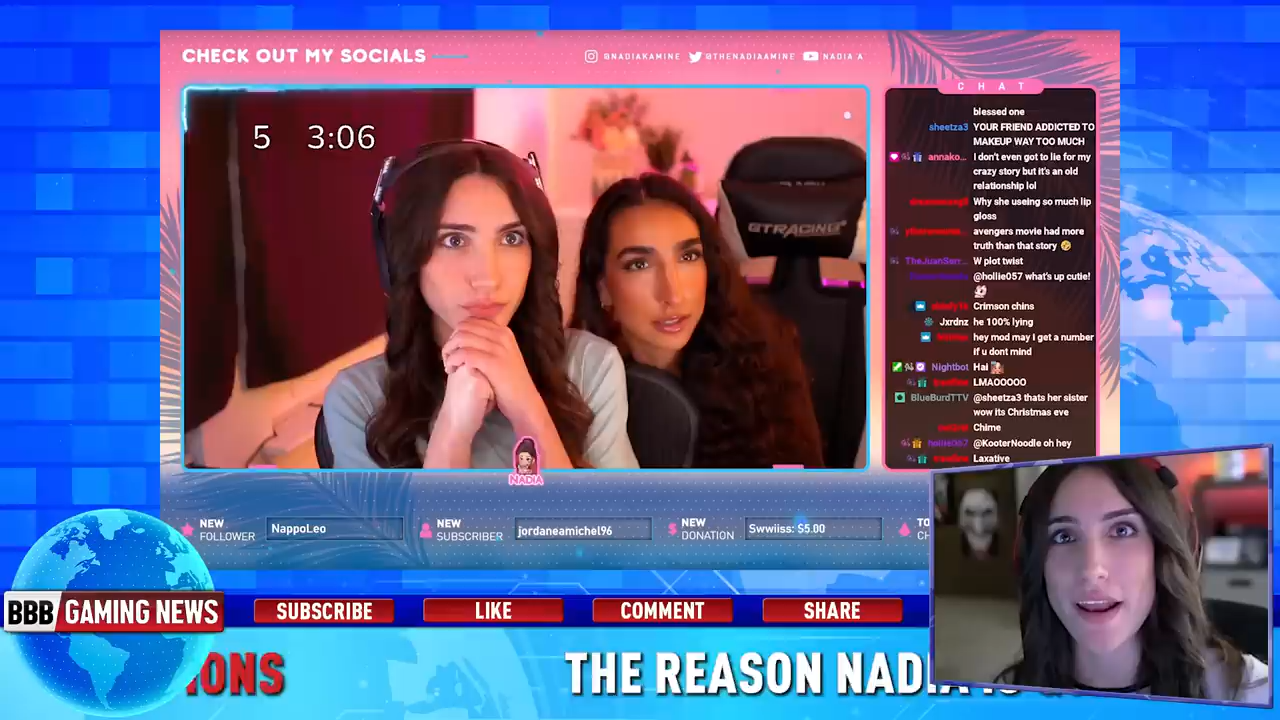 CHECK OUT MY SOCIALS
@NADIAKAMINE @THENADIAAMINE NADIA A
CHAT
5 3:06
GTRACING
blessed one
sheetza3 YOUR FRIEND ADDICTED TO
MAKEUP WAY TOO MUCH
annako... I don't even got to lie for my
crazy story but it's an old
relationship lol
Why she useing so much lip
gloss
avengers movie had more
truth than that story
TheJuanSerr... W plot twist
@hollie057 what's up cutie!
Crimson chins
Jxrdnz he 100% lying
hey mod may I get a number
if u dont mind
Nightbot Hai
LMAOOOOO
BlueBurdTTV @sheetza3 thats her sister
wow its Christmas eve
Chime
hollie057 @KooterNoodle oh hey
Laxative
NADIA
NEW
FOLLOWER
NappoLeo
NEW
SUBSCRIBER
jordaneamichel96
NEW
DONATION
Swwiiss: $5.00
TO
CH
BBB GAMING NEWS
SUBSCRIBE
LIKE
COMMENT
SHARE
IONS
THE REASON NADI